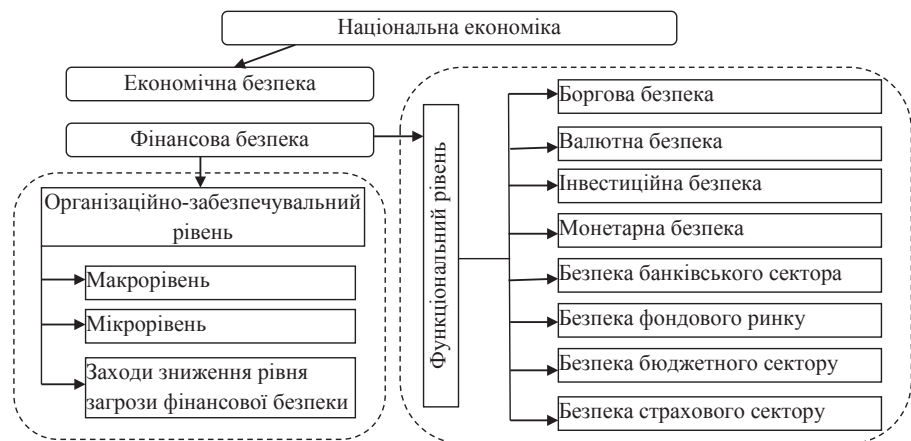 Національна економіка
Економічна безпека
Фінансова безпека
Організаційно-забезпечувальний
рівень
Макрорівень
Мікрорівень
Заходи зниження рівня
загрози фінансової безпеки
Функціональний рівень
Боргова безпека
Валютна безпека
Інвестиційна безпека
Монетарна безпека
Безпека банківського сектора
Безпека фондового ринку
Безпека бюджетного сектору
Безпека страхового сектору